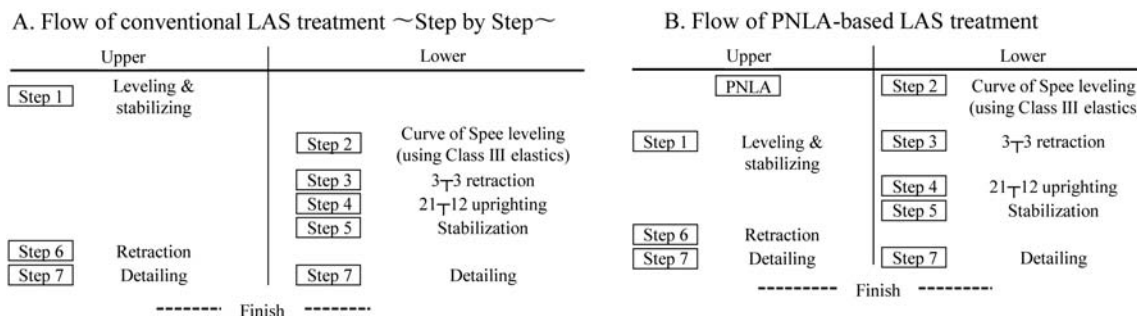 A. Flow of conventional LAS treatment ～Step by Step～
Upper Lower
Step 1 Leveling &
stabilizing
Step 2 Curve of Spee leveling
(using Class III elastics)
Step 3 3┬3 retraction
Step 4 21┬12 uprighting
Step 5 Stabilization
Step 6 Retraction
Step 7 Detailing Step 7 Detailing
Finish
B. Flow of PNLA-based LAS treatment
Upper Lower
PNLA Step 2 Curve of Spee leveling
(using Class III elastics
Step 1 Leveling & Step 3 3┬3 retraction
stabilizing
Step 4 21┬12 uprighting
Step 5 Stabilization
Step 6 Retraction
Step 7 Detailing Step 7 Detailing
Finish